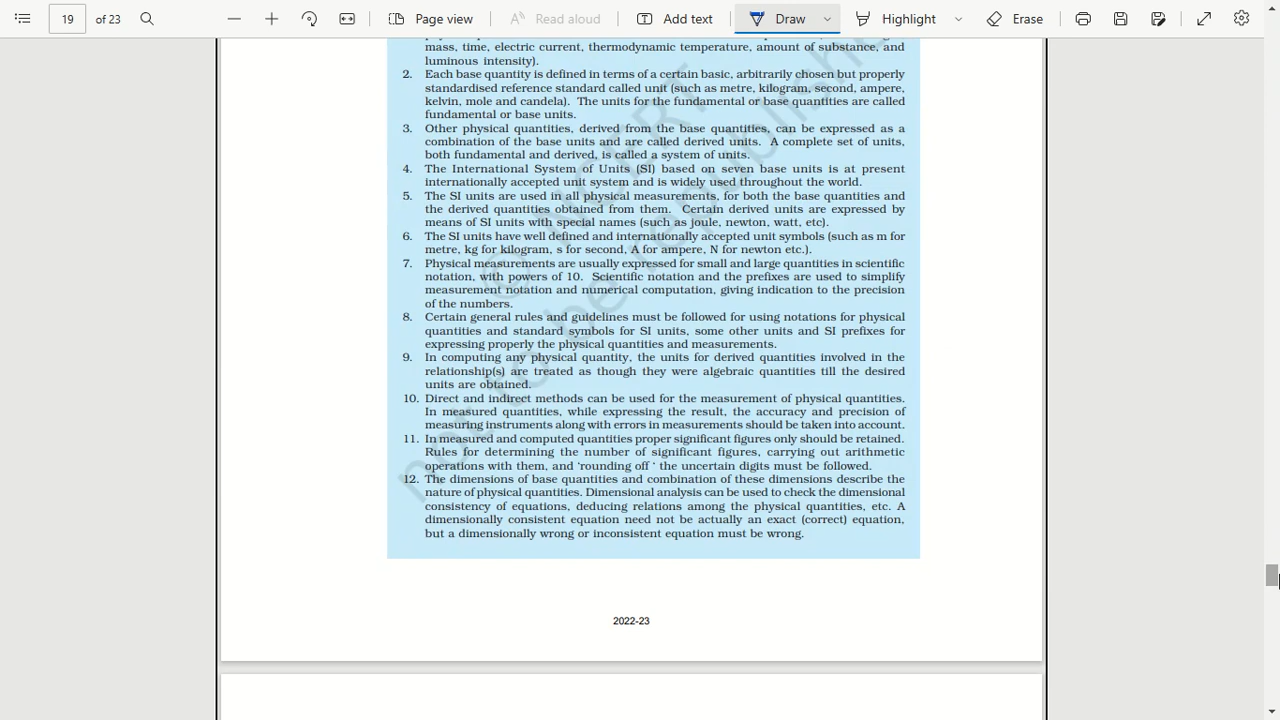 19 of 23 Page view Read aloud Add text Draw Highlight Erase
mass, time, electric current, thermodynamic temperature, amount of substance, and
luminous intensity).
2. Each base quantity is defined in terms of a certain basic, arbitrarily chosen but properly
standardised reference standard called unit (such as metre, kilogram, second, ampere,
kelvin, mole and candela). The units for the fundamental or base quantities are called
fundamental or base units.
3. Other physical quantities, derived from the base quantities, can be expressed as a
combination of the base units and are called derived units. A complete set of units,
both fundamental and derived, is called a system of units.
4. The International System of Units (SI) based on seven base units is at present
internationally accepted unit system and is widely used throughout the world.
5. The SI units are used in all physical measurements, for both the base quantities and
the derived quantities obtained from them. Certain derived units are expressed by
means of SI units with special names (such as joule, newton, watt, etc).
6. The SI units have well defined and internationally accepted unit symbols (such as m for
metre, kg for kilogram, s for second, A for ampere, N for newton etc.).
7. Physical measurements are usually expressed for small and large quantities in scientific
notation, with powers of 10. Scientific notation and the prefixes are used to simplify
measurement notation and numerical computation, giving indication to the precision
of the numbers.
8. Certain general rules and guidelines must be followed for using notations for physical
quantities and standard symbols for SI units, some other units and SI prefixes for
expressing properly the physical quantities and measurements.
9. In computing any physical quantity, the units for derived quantities involved in the
relationship(s) are treated as though they were algebraic quantities till the desired
units are obtained.
10. Direct and indirect methods can be used for the measurement of physical quantities.
In measured quantities, while expressing the result, the accuracy and precision of
measuring instruments along with errors in measurements should be taken into account.
11. In measured and computed quantities proper significant figures only should be retained.
Rules for determining the number of significant figures, carrying out arithmetic
operations with them, and ‘rounding off ‘ the uncertain digits must be followed.
12. The dimensions of base quantities and combination of these dimensions describe the
nature of physical quantities. Dimensional analysis can be used to check the dimensional
consistency of equations, deducing relations among the physical quantities, etc. A
dimensionally consistent equation need not be actually an exact (correct) equation,
but a dimensionally wrong or inconsistent equation must be wrong.
© NCERT
not to be republishe
2022-23